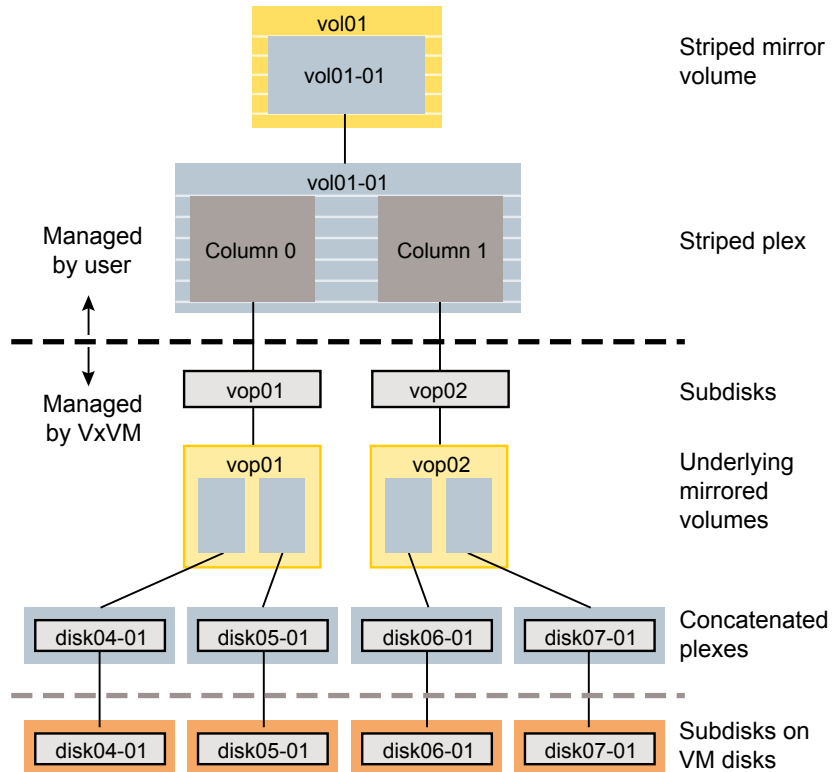 vol01
vol01-01
Striped mirror
volume
vol01-01
Column 0
Column 1
Striped plex
Managed
by user
Managed
by VxVM
vop01
vop02
Subdisks
vop01
vop02
Underlying
mirrored
volumes
disk04-01
disk05-01
disk06-01
disk07-01
Concatenated
plexes
disk04-01
disk05-01
disk06-01
disk07-01
Subdisks on
VM disks